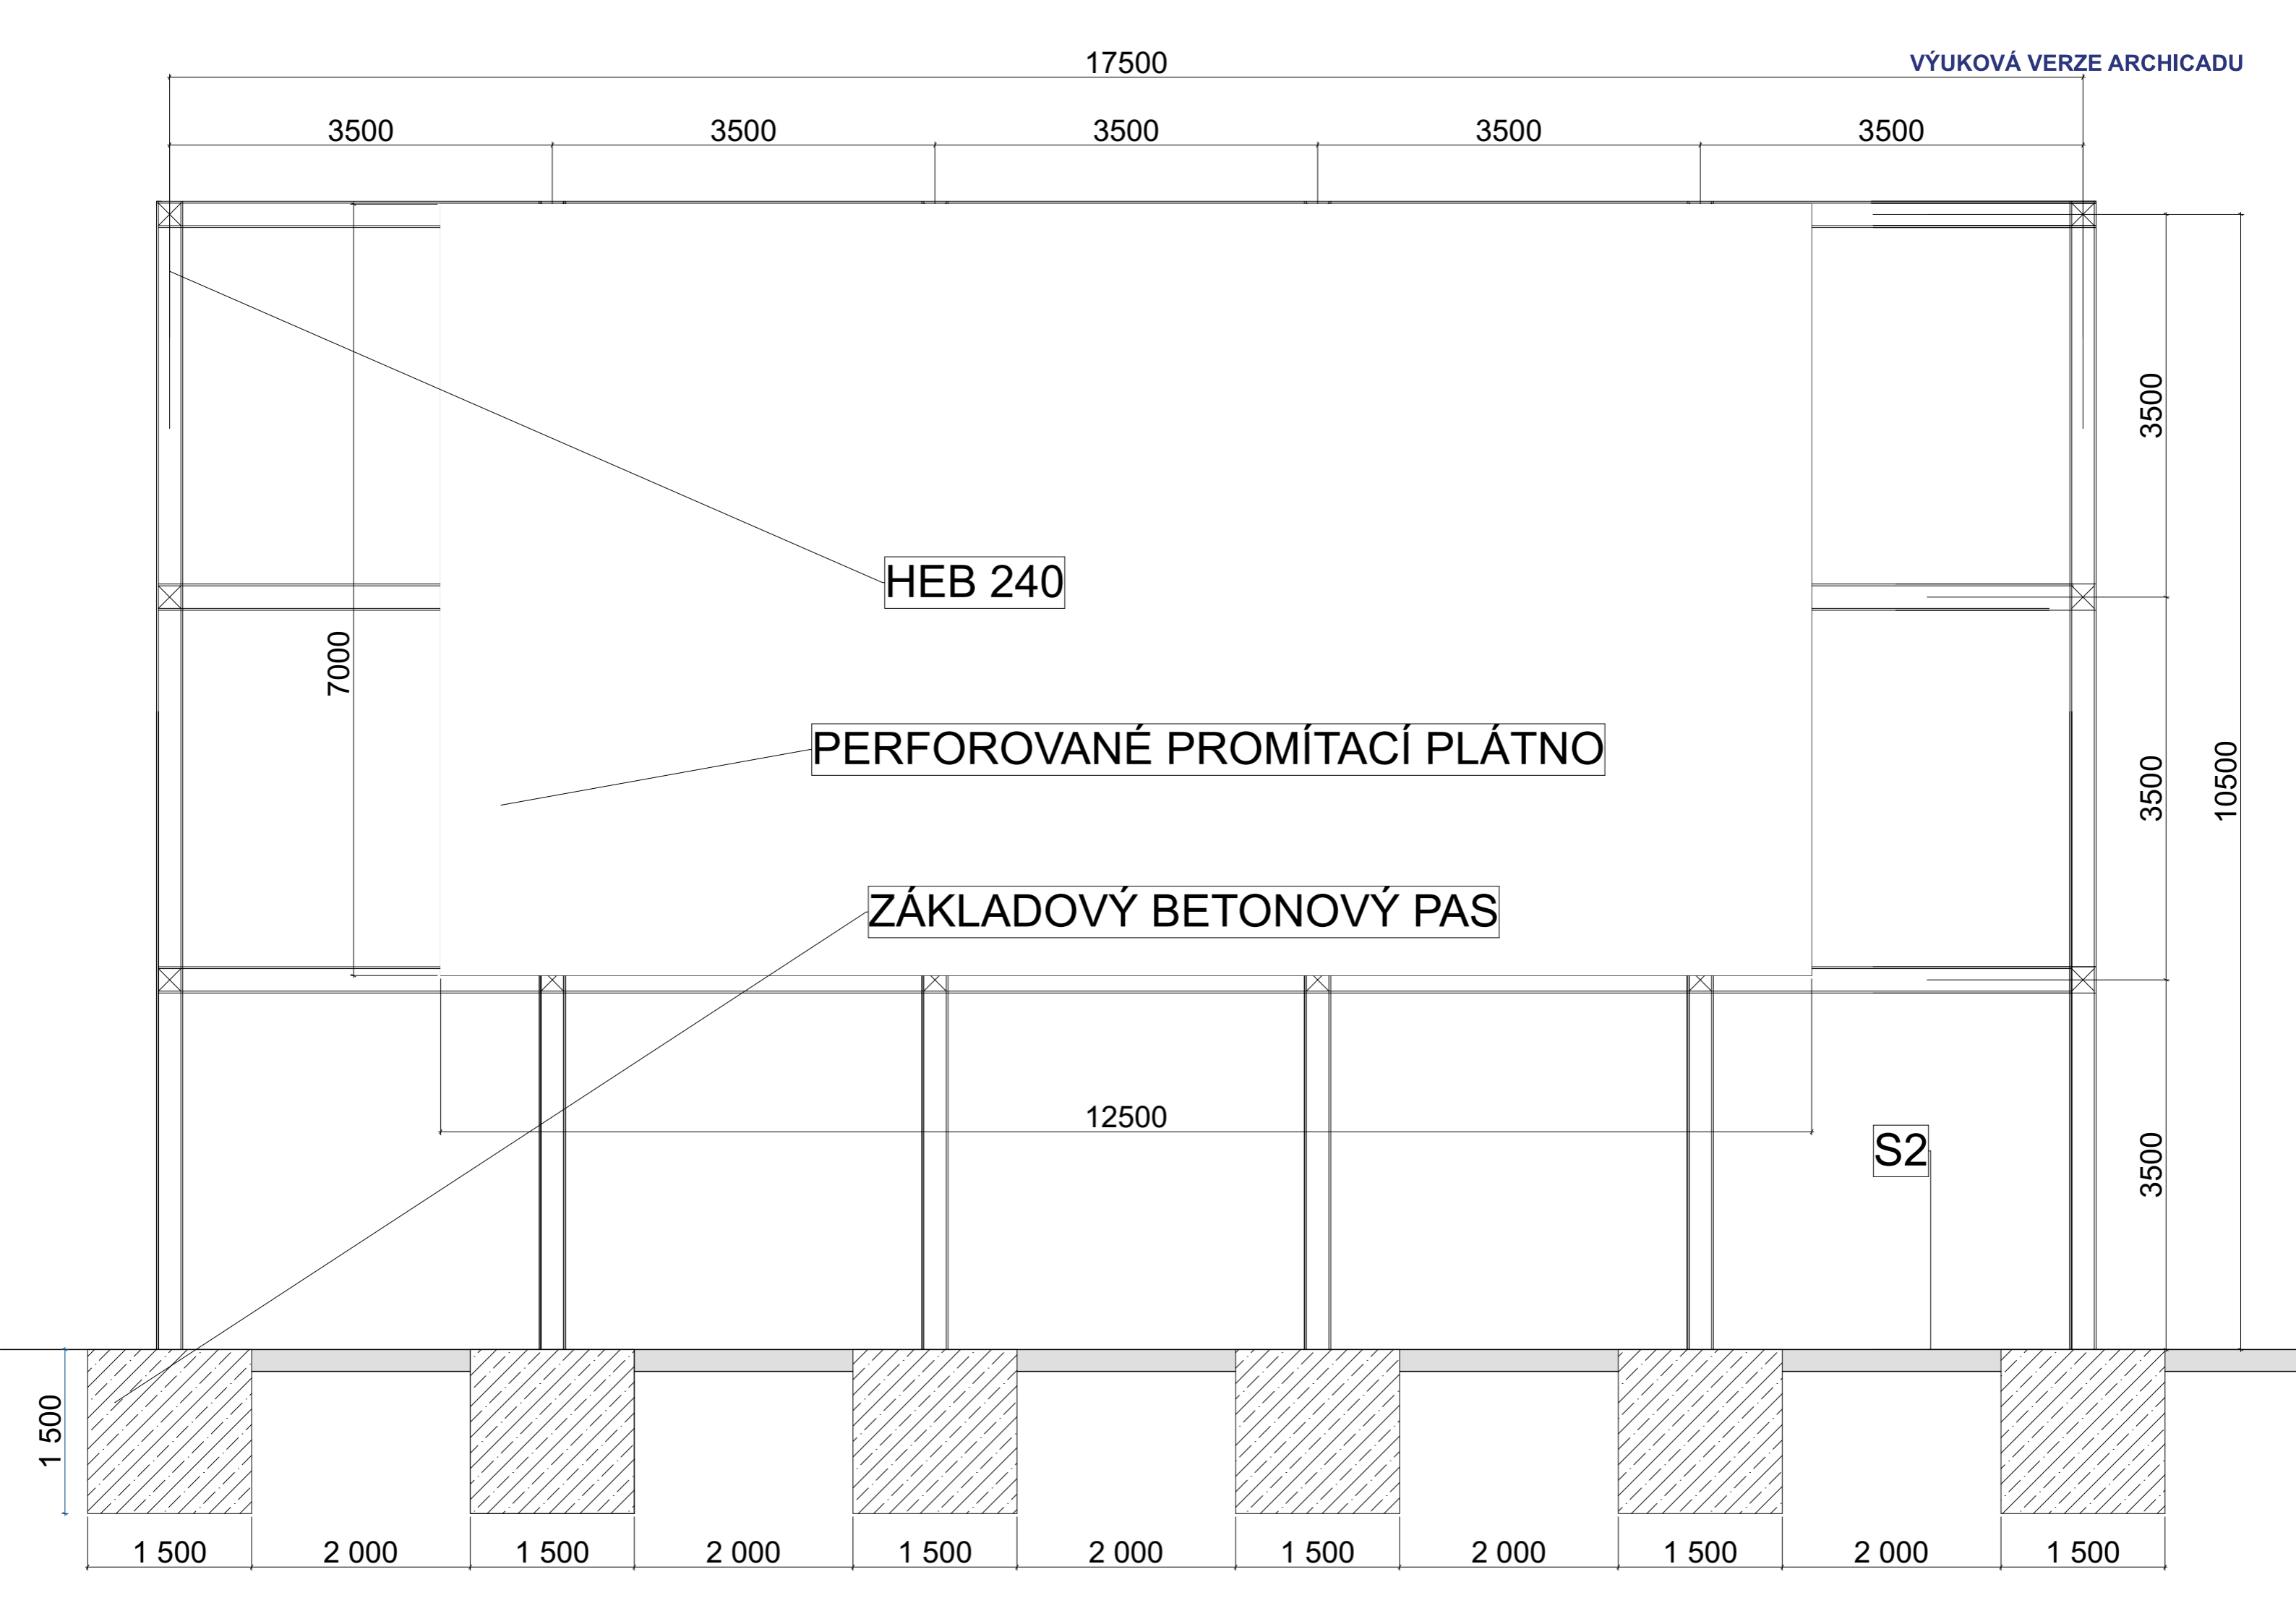 17500
VÝUKOVÁ VERZE ARCHICADU
3500 3500 3500 3500 3500
3500
HEB 240
7000
PERFOROVANÉ PROMÍTACÍ PLÁTNO
3500
10500
ZÁKLADOVÝ BETONOVÝ PAS
12500
S2
3500
1 500
1 500 2 000 1 500 2 000 1 500 2 000 1 500 2 000 1 500 2 000 1 500